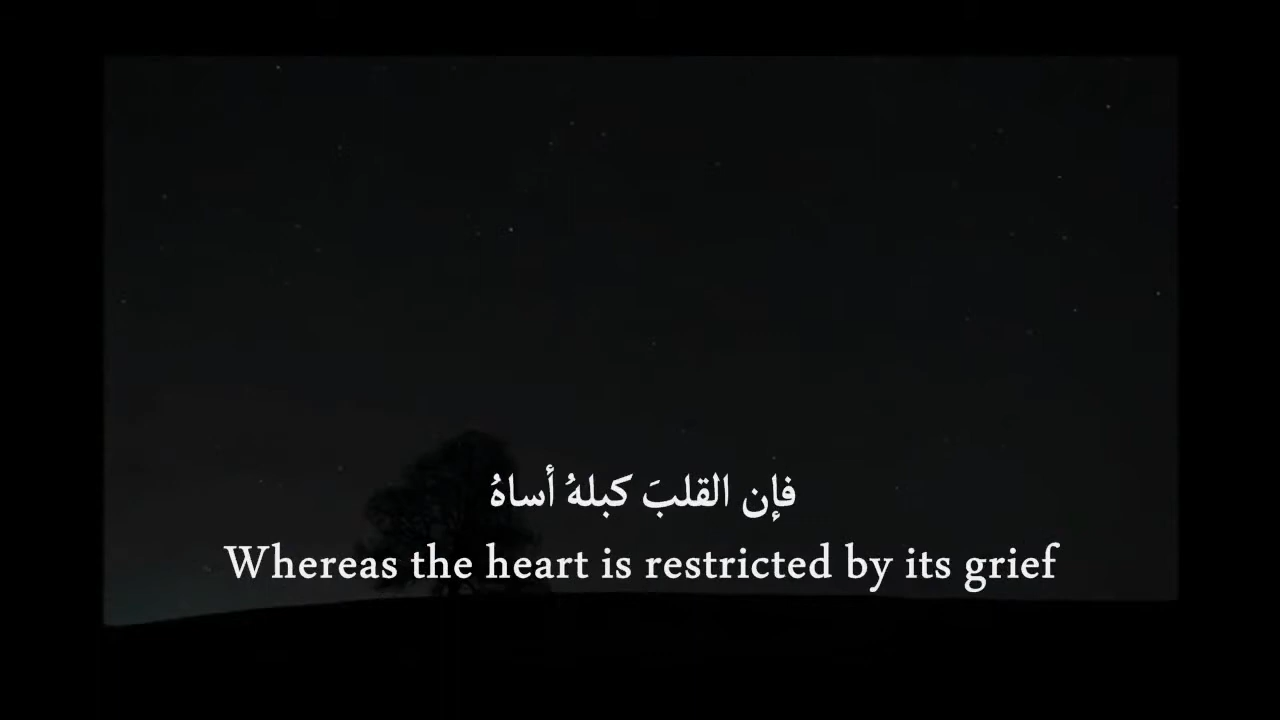 فإن القلبَ كبلهُ أساهُ
Whereas the heart is restricted by its grief